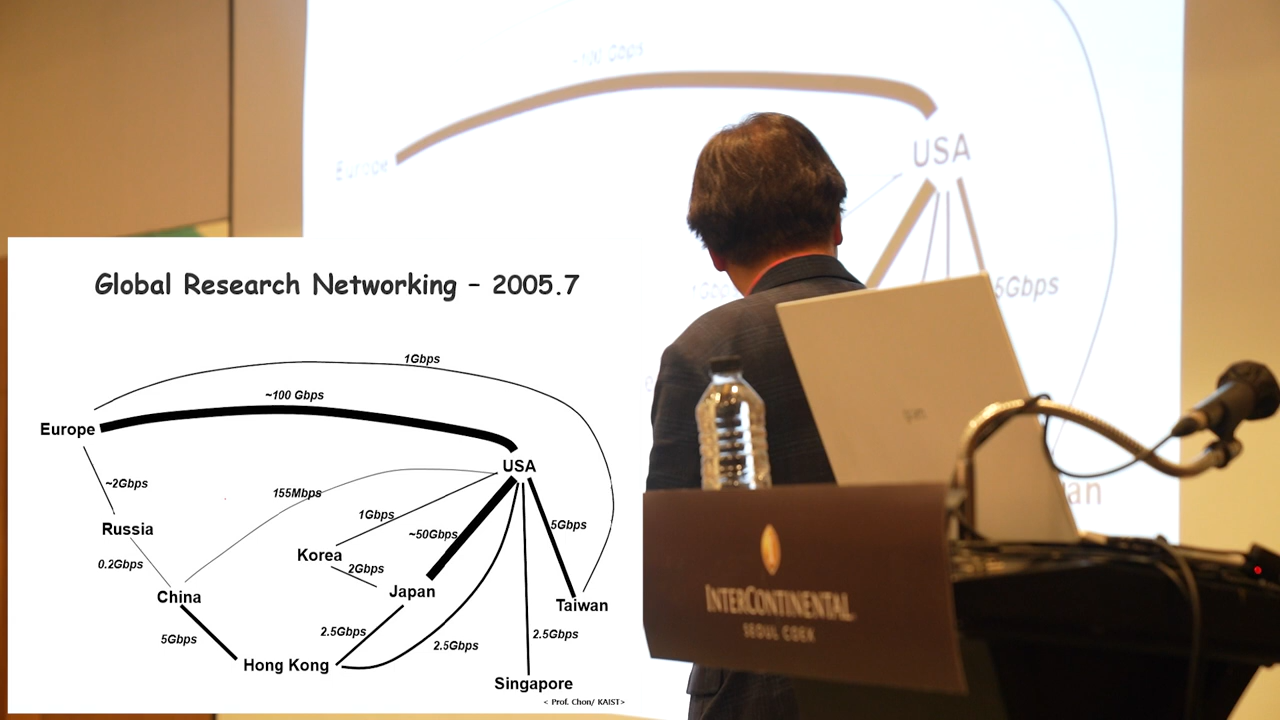 ~100 Gbps
Europe
USA
5Gbps
Global Research Networking – 2005.7
1Gbps
~100 Gbps
Europe
USA
~2Gbps
155Mbps
1Gbps
5Gbps
Russia
~50Gbps
Korea
0.2Gbps
2Gbps
China
Japan
Taiwan
5Gbps
2.5Gbps
2.5Gbps
2.5Gbps
Hong Kong
Singapore
< Prof. Chon/ KAIST>
INTERCONTINENTAL
SEOUL COEX